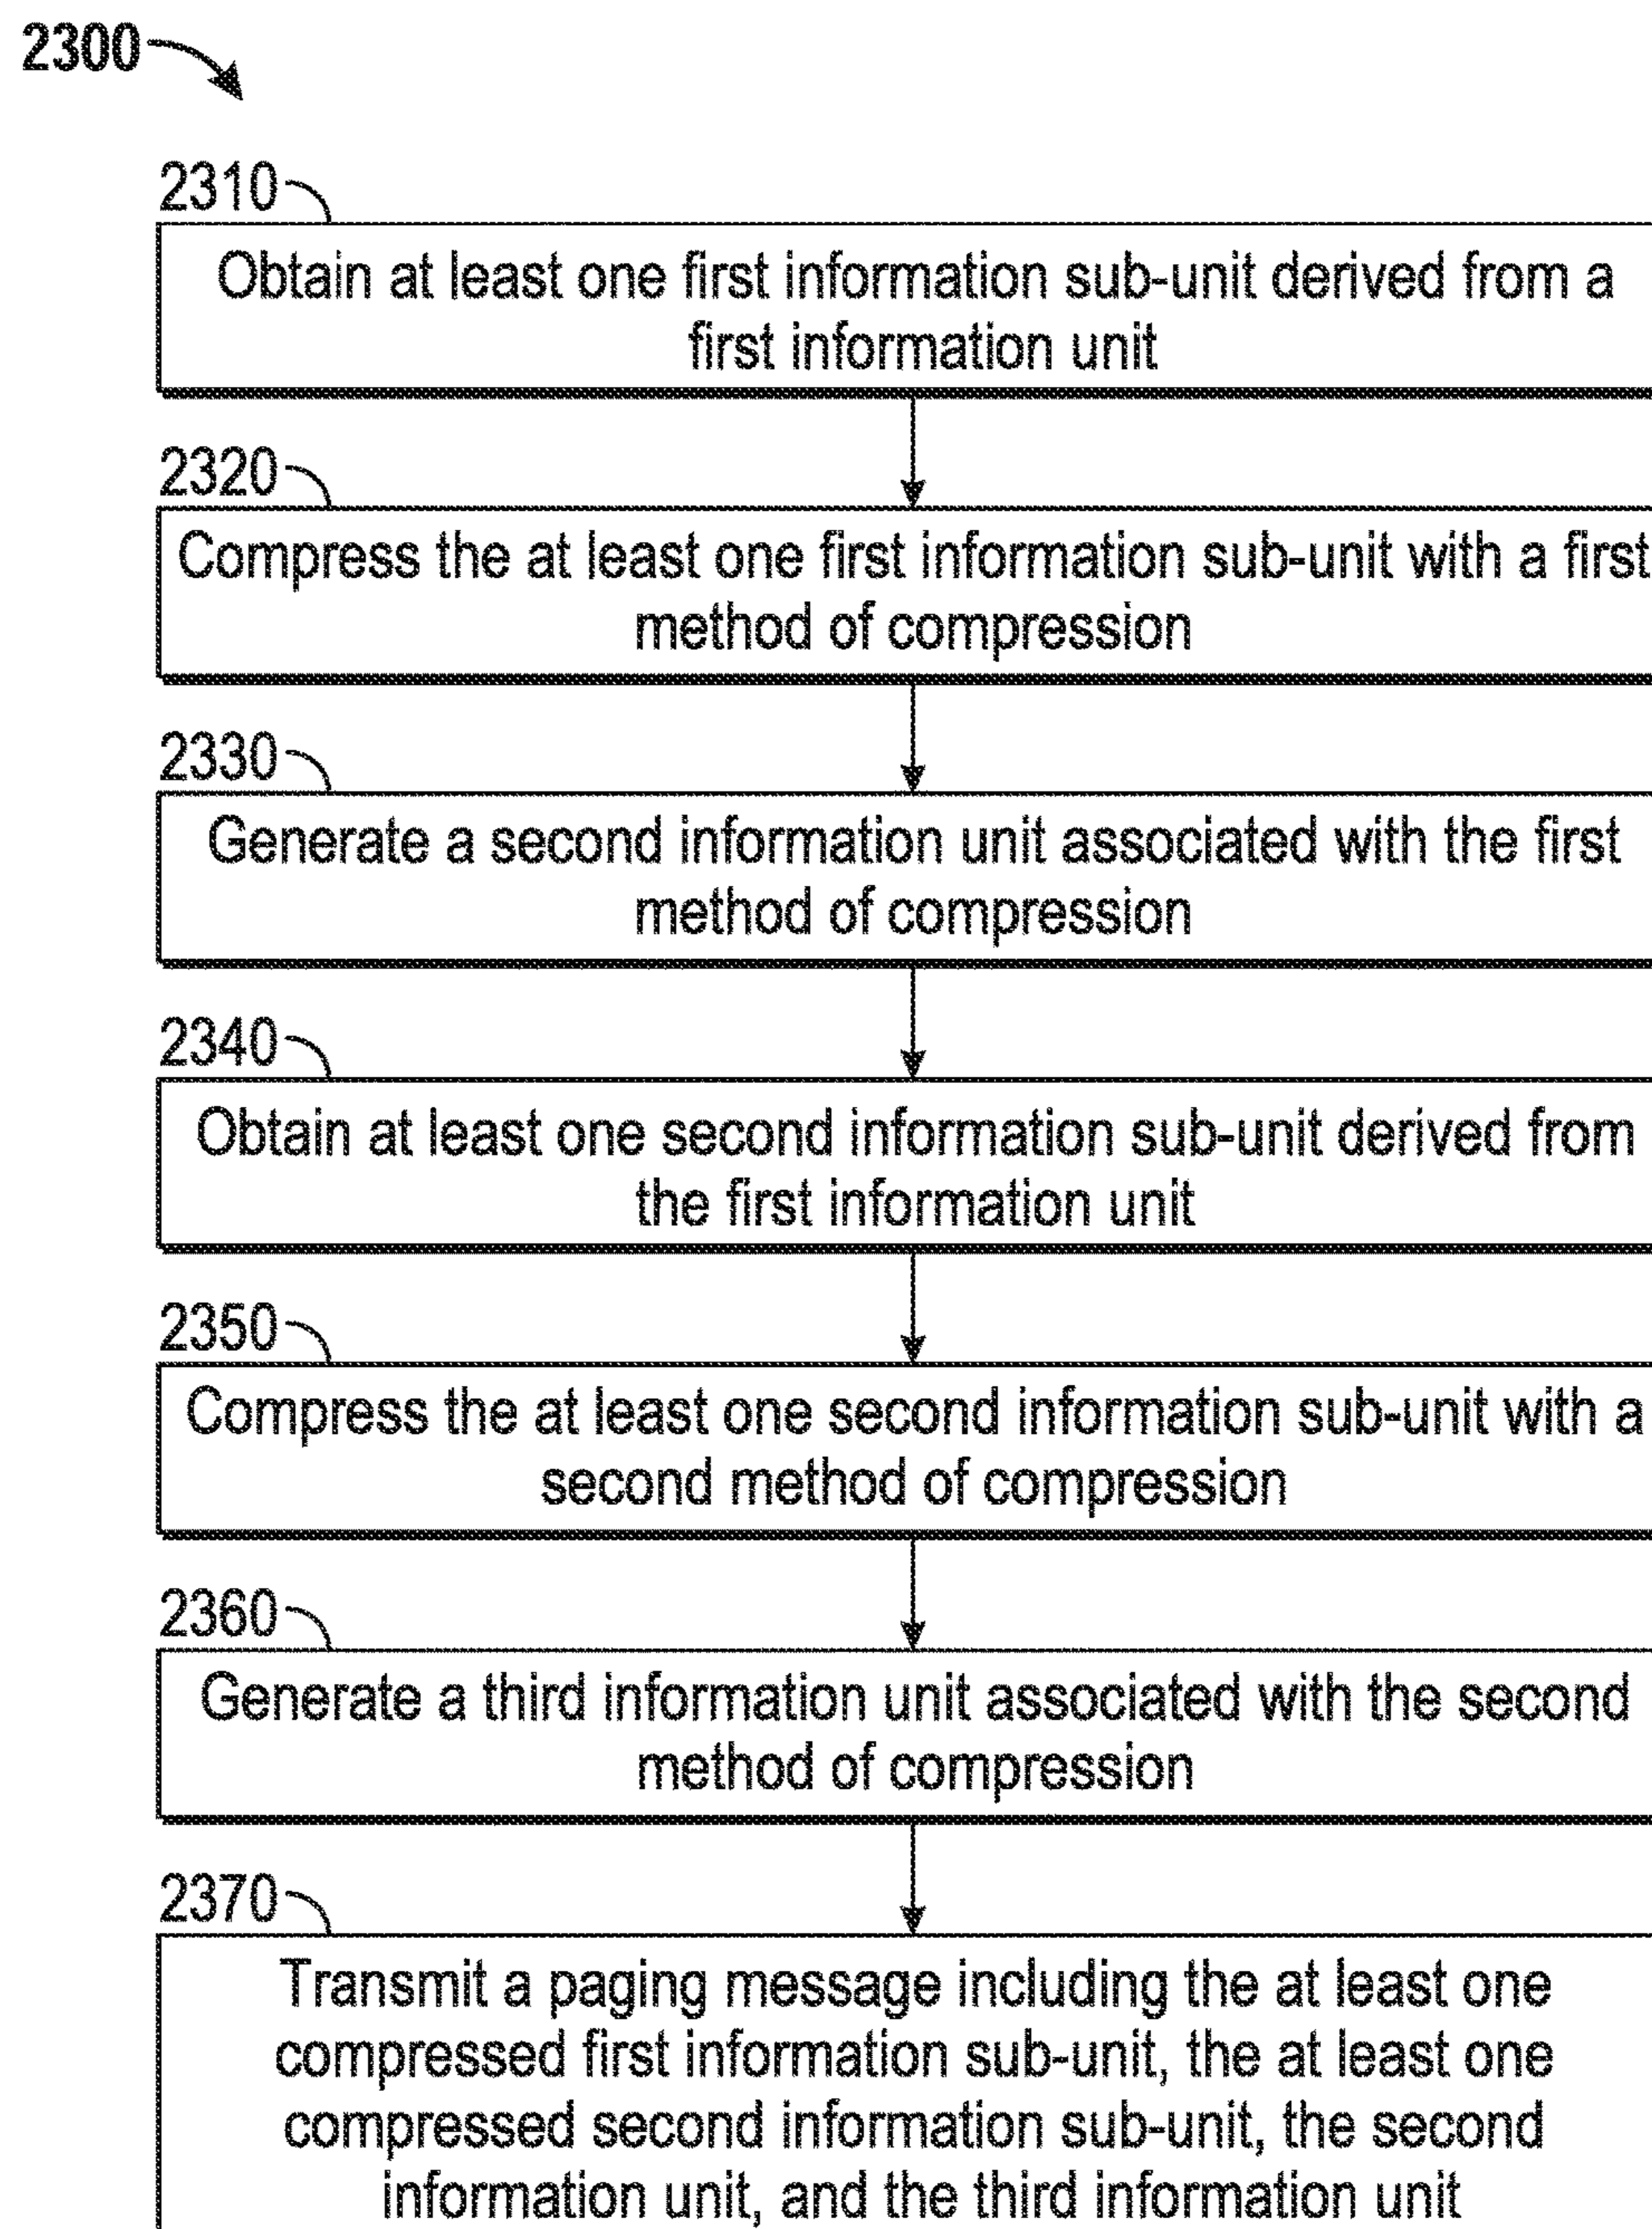 2300
2310
Obtain at least one first information sub-unit derived from a
first information unit
2320
Compress the at least one first information sub-unit with a first
method of compression
2330
Generate a second information unit associated with the first
method of compression
2340
Obtain at least one second information sub-unit derived from
the first information unit
2350
Compress the at least one second information sub-unit with a
second method of compression
2360
Generate a third information unit associated with the second
method of compression
2370
Transmit a paging message including the at least one
compressed first information sub-unit, the at least one
compressed second information sub-unit, the second
information unit, and the third information unit